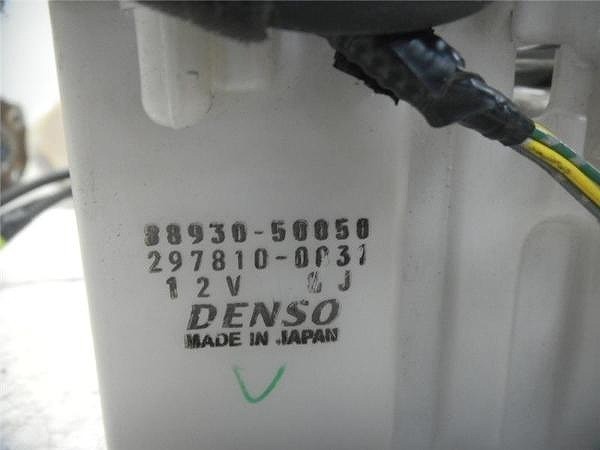 88930-50050
297810-0031
12V J
DENSO
MADE IN JAPAN